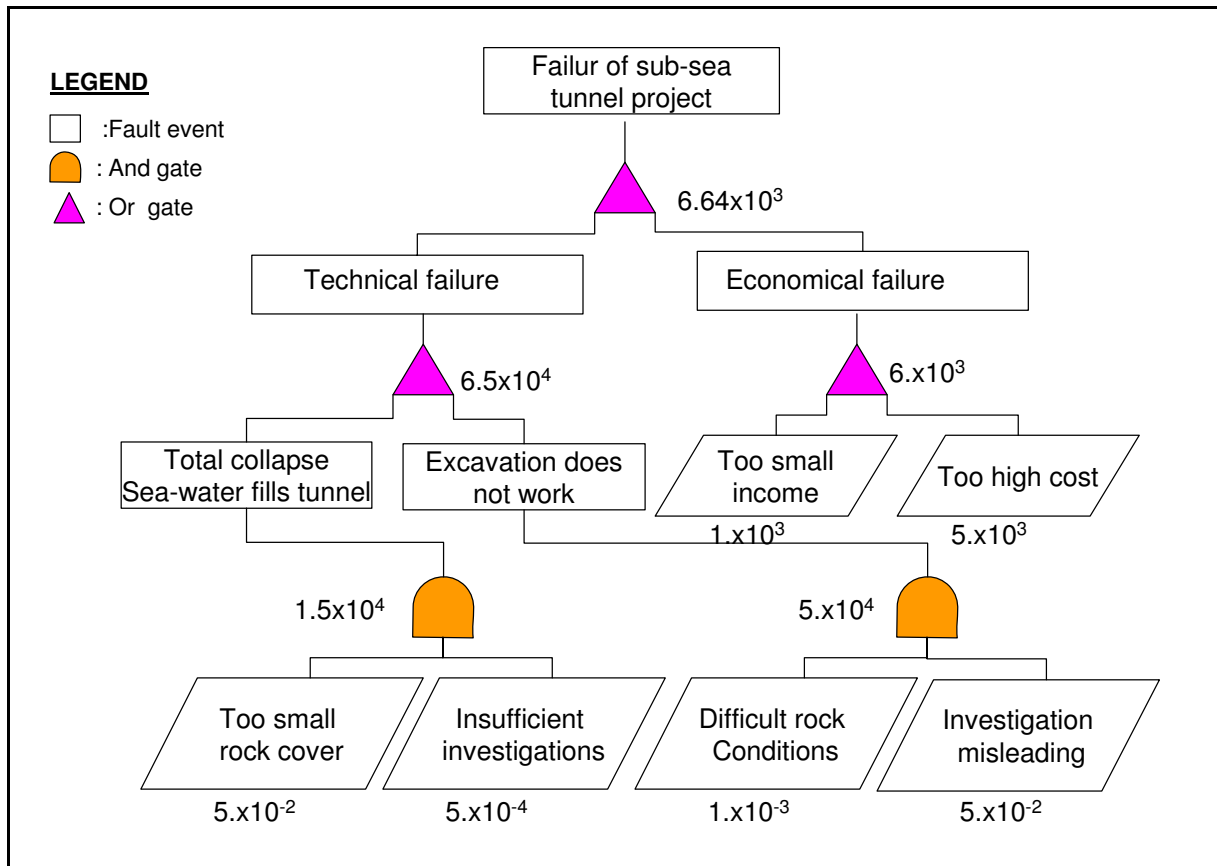 Failur of sub-sea
tunnel project
LEGEND
:Fault event
: And gate
: Or gate
6.64x10³
Technical failure
Economical failure
6.5x10⁴
6.x10³
Total collapse
Sea-water fills tunnel
Excavation does
not work
Too small
income
Too high cost
1.x10³
5.x10³
1.5x10⁴
5.x10⁴
Too small
rock cover
Insufficient
investigations
Difficult rock
Conditions
Investigation
misleading
5.x10⁻²
5.x10⁻⁴
1.x10⁻³
5.x10⁻²